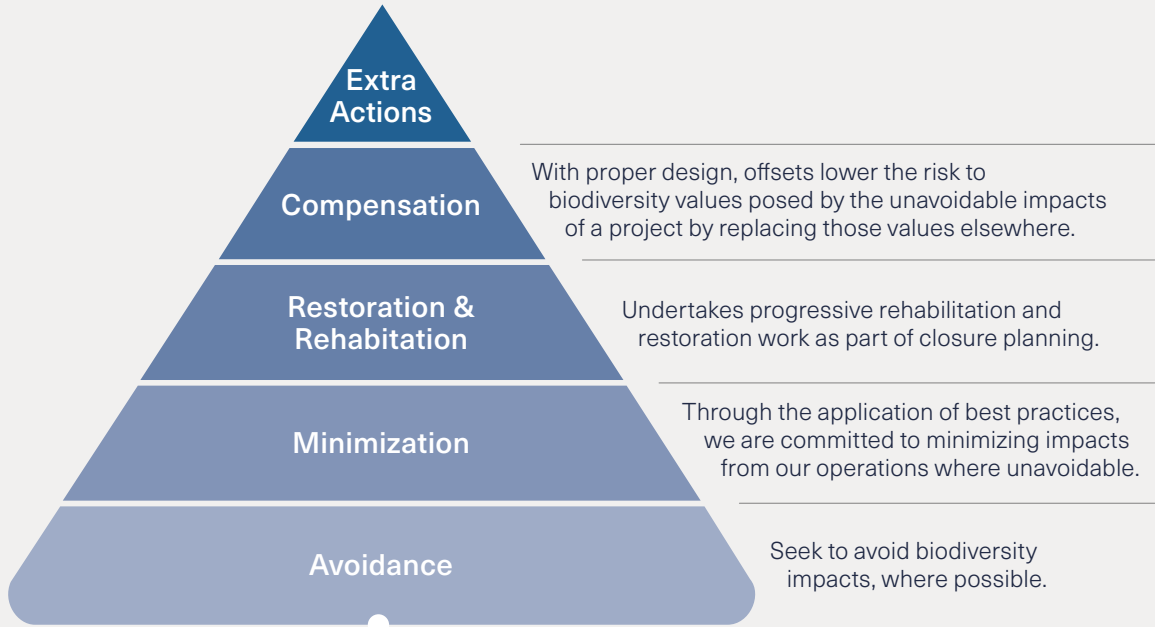 Extra
Actions
Compensation
With proper design, offsets lower the risk to
biodiversity values posed by the unavoidable impacts
of a project by replacing those values elsewhere.
Restoration &
Rehabitation
Undertakes progressive rehabilitation and
restoration work as part of closure planning.
Minimization
Through the application of best practices,
we are committed to minimizing impacts
from our operations where unavoidable.
Avoidance
Seek to avoid biodiversity
impacts, where possible.